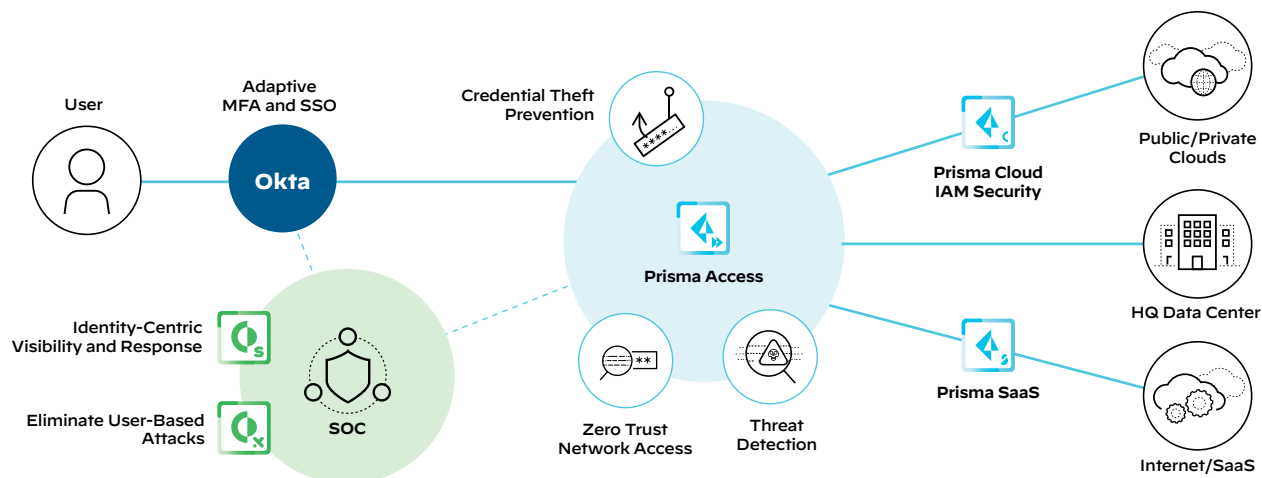 User
Adaptive
MFA and SSO
Okta
Credential Theft
Prevention
****
Prisma Access
Prisma Cloud
IAM Security
Public/Private
Clouds
HQ Data Center
Identity-Centric
Visibility and Response
S
Eliminate User-Based
Attacks
X
SOC
**
Zero Trust
Network Access
Threat
Detection
Prisma SaaS
Internet/SaaS